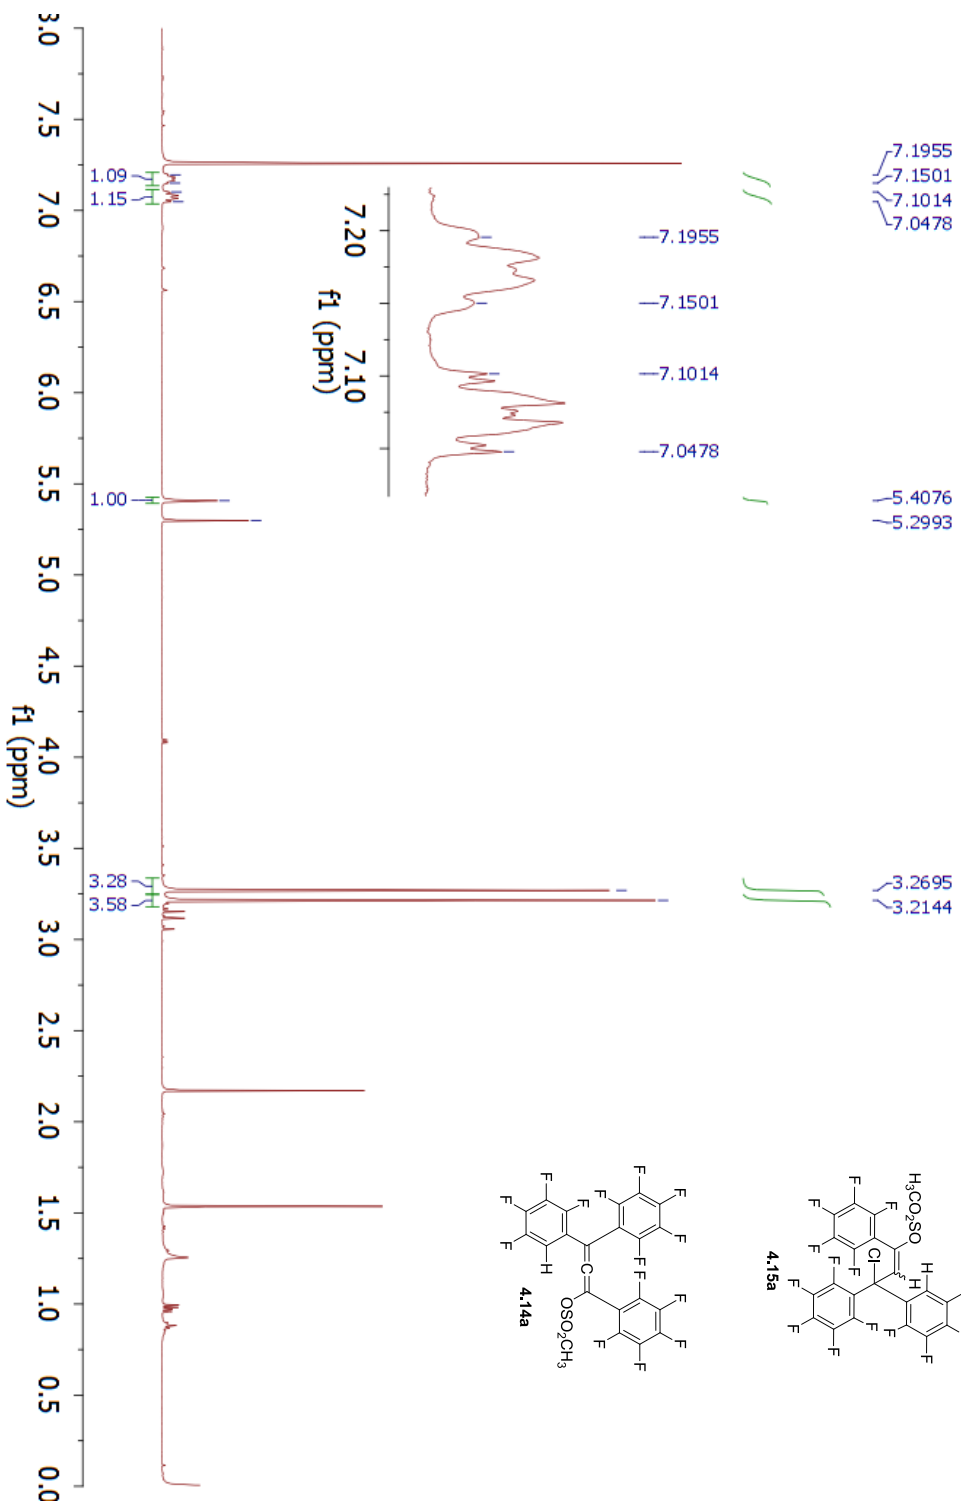 7.1955
7.1501
7.1014
7.0478
5.4076
5.2993
3.2695
3.2144
7.1955
7.1501
7.1014
7.0478
7.20
7.10
f1 (ppm)
H₃CO₂SO
Cl
H
H
F
F
F
F
F
F
F
F
F
F
F
F
4.15a
F
F
F
F
F
F
F
F
F
F
F
F
F
F
H
C
OSO₂CH₃
4.14a
1.09
1.15
1.00
3.28
3.58
7.5
7.0
6.5
6.0
5.5
5.0
4.5
4.0
3.5
3.0
2.5
2.0
1.5
1.0
0.5
0.0
f1 (ppm)